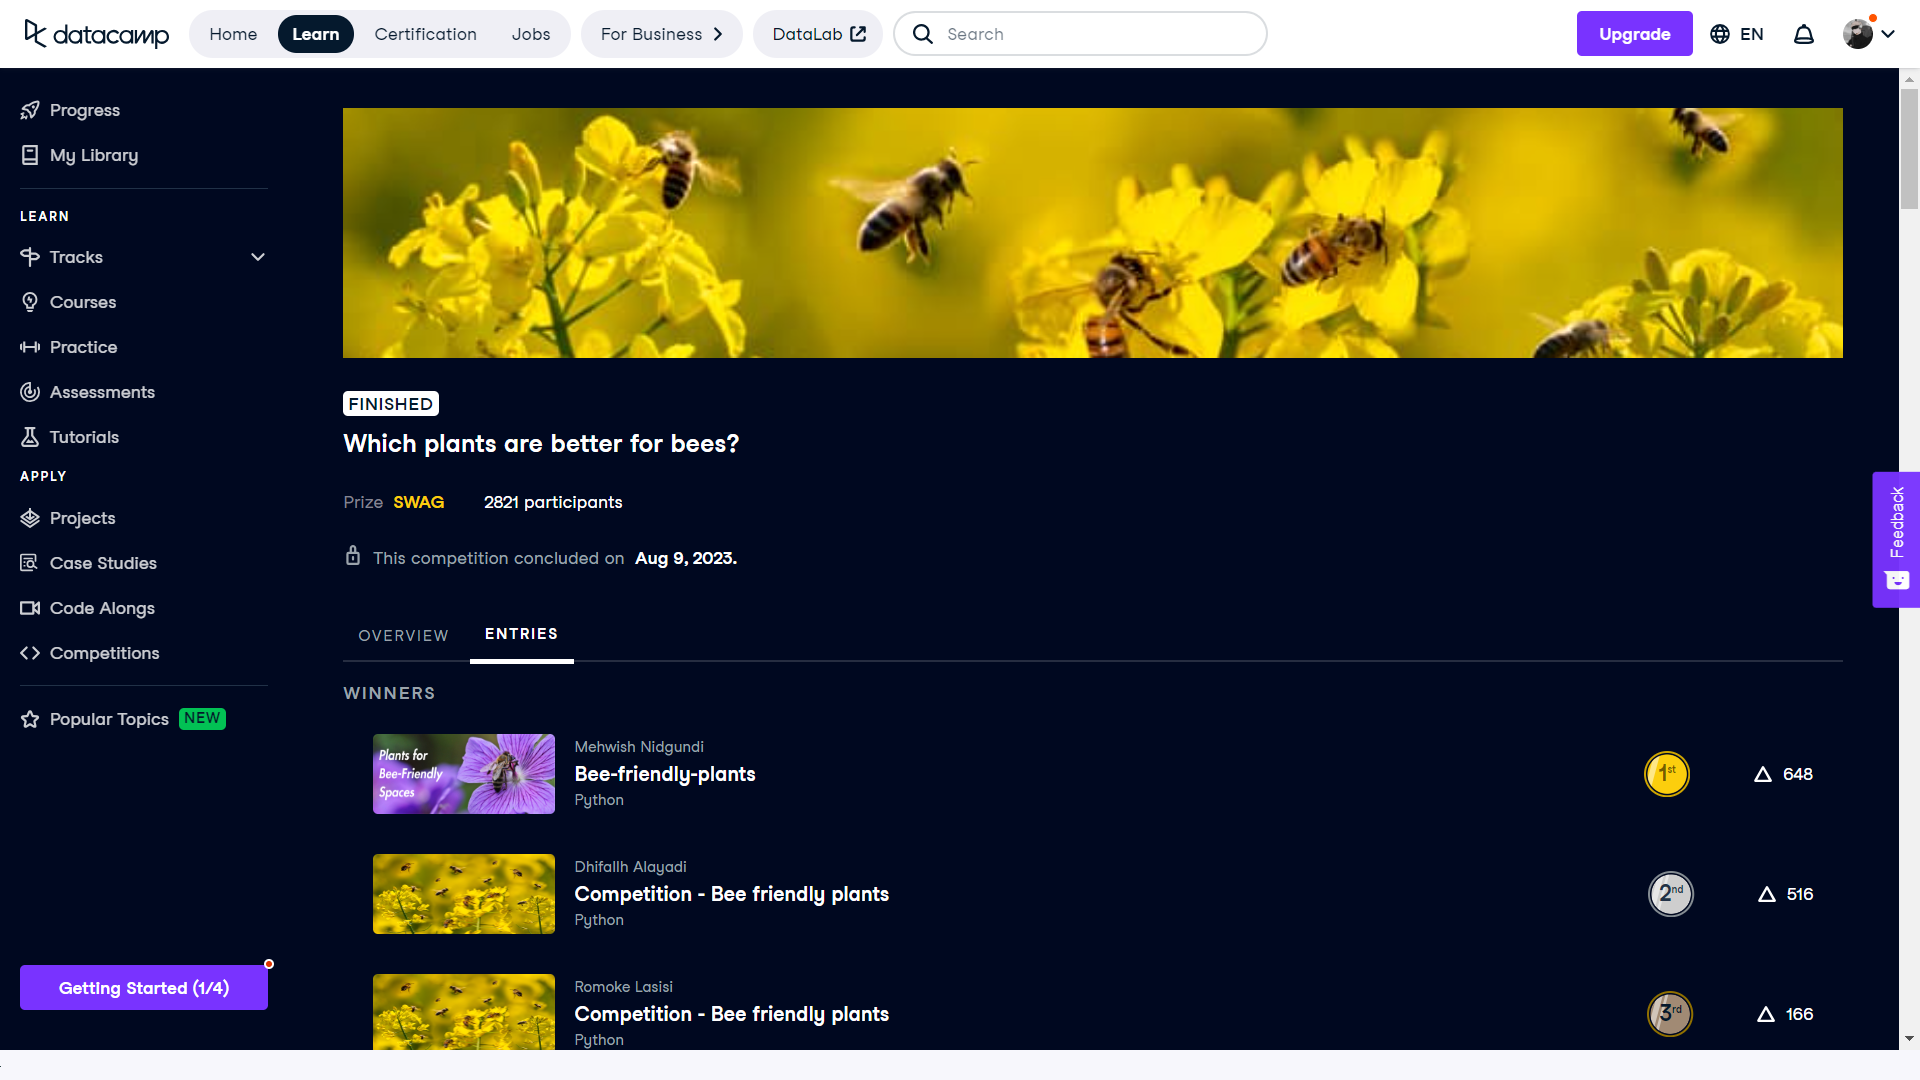 datacamp
Home
Learn
Certification
Jobs
For Business
DataLab
Search
Upgrade
EN
Progress
My Library
LEARN
Tracks
Courses
Practice
Assessments
Tutorials
APPLY
Projects
Case Studies
Code Alongs
Competitions
Popular Topics NEW
Getting Started (1/4)
FINISHED
Which plants are better for bees?
Prize SWAG 2821 participants
This competition concluded on Aug 9, 2023.
OVERVIEW ENTRIES
WINNERS
Plants for
Bee-Friendly
Spaces
Mehwish Nidgundi
Bee-friendly-plants
Python
1st
648
Dhifallh Alayadi
Competition - Bee friendly plants
Python
2nd
516
Romoke Lasisi
Competition - Bee friendly plants
Python
3rd
166
Feedback